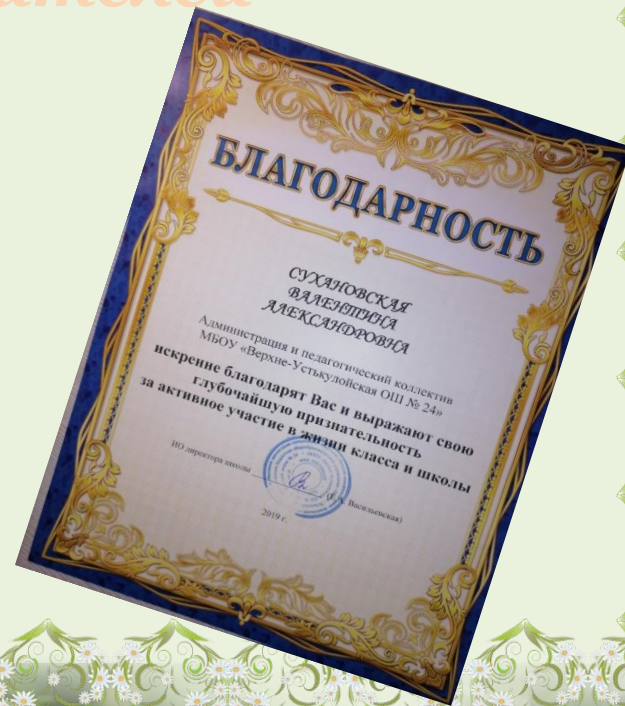 БЛАГОДАРНОСТЬ
СУХАНОВСКАЯ
ВАЛЕНТИНА
АЛЕКСАНДРОВНА
Администрация и педагогический коллектив
МБОУ «Верхне-Устькулойская ОШ № 24»
искренне благодарят Вас и выражают свою
глубочайшую признательность
за активное участие в жизни класса и школы
ИО директора школы Васильевская)
2019 г.